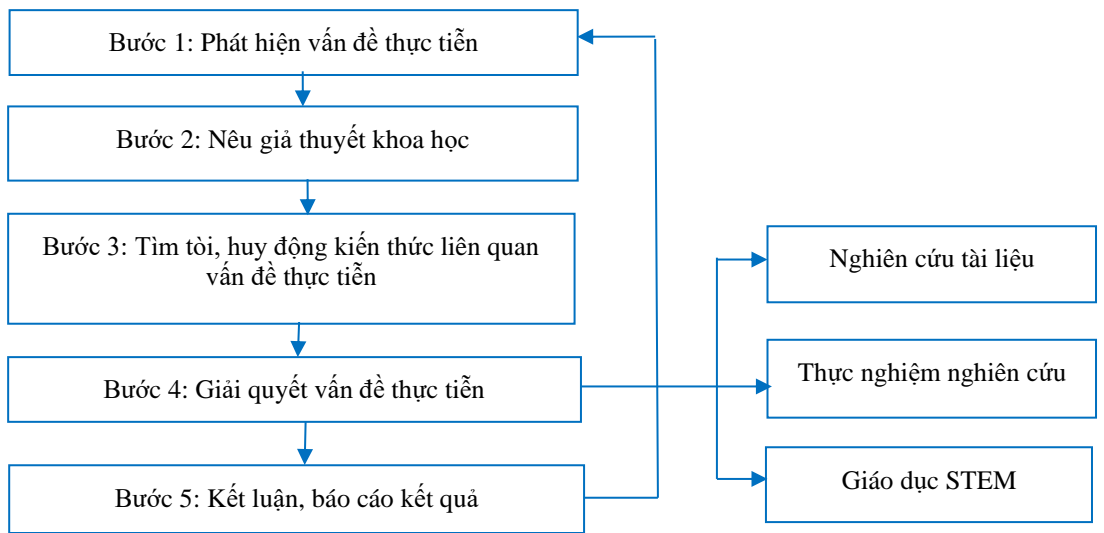 Bước 1: Phát hiện vấn đề thực tiễn
Bước 2: Nêu giả thuyết khoa học
Bước 3: Tìm tòi, huy động kiến thức liên quan
vấn đề thực tiễn
Bước 4: Giải quyết vấn đề thực tiễn
Bước 5: Kết luận, báo cáo kết quả
Nghiên cứu tài liệu
Thực nghiệm nghiên cứu
Giáo dục STEM